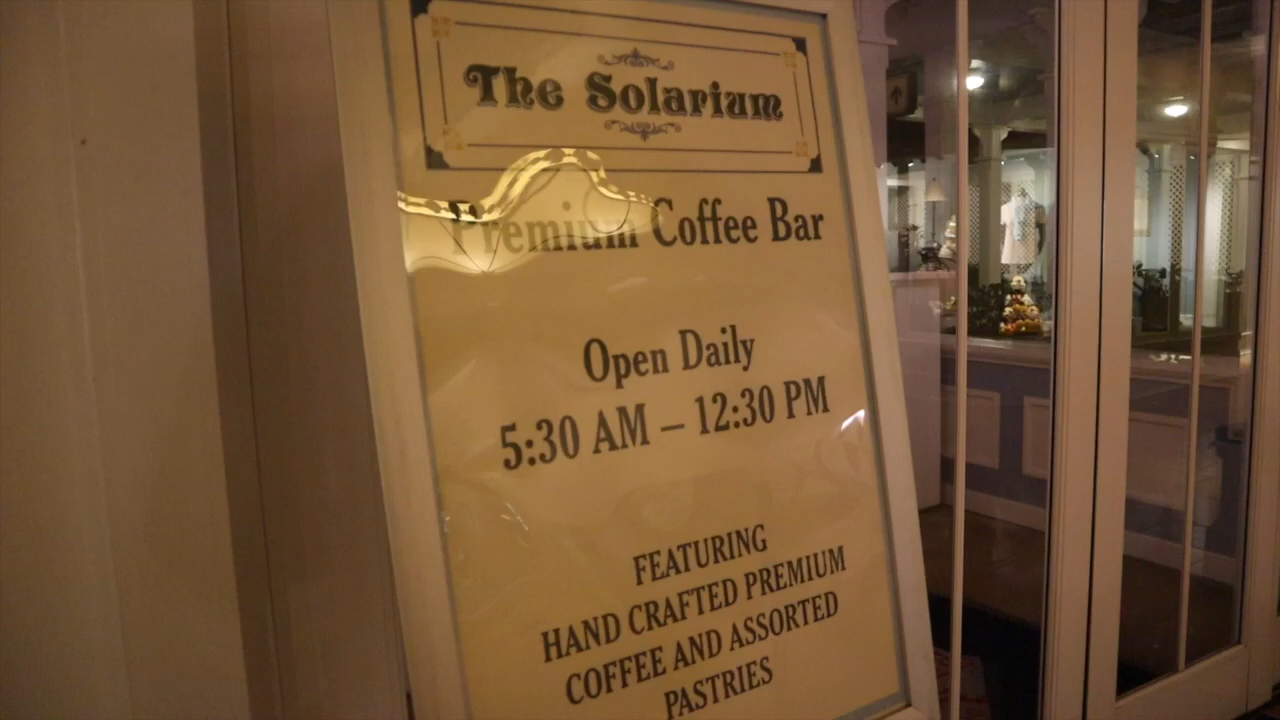 The Solarium
Premium Coffee Bar
Open Daily
5:30 AM – 12:30 PM
FEATURING
HAND CRAFTED PREMIUM
COFFEE AND ASSORTED
PASTRIES